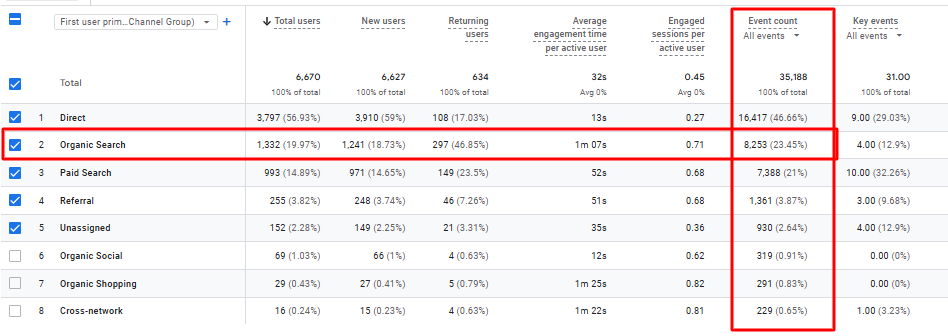 First user prim...Channel Group) Total users New users Returning users Average engagement time per active user Engaged sessions per active user Event count All events Key events All events
Total 6,670 100% of total 6,627 100% of total 634 100% of total 32s Avg 0% 0.45 Avg 0% 35,188 100% of total 31.00 100% of total
1 Direct 3,797 (56.93%) 3,910 (59%) 108 (17.03%) 13s 0.27 16,417 (46.66%) 9.00 (29.03%)
2 Organic Search 1,332 (19.97%) 1,241 (18.73%) 297 (46.85%) 1m 07s 0.71 8,253 (23.45%) 4.00 (12.9%)
3 Paid Search 993 (14.89%) 971 (14.65%) 149 (23.5%) 52s 0.68 7,388 (21%) 10.00 (32.26%)
4 Referral 255 (3.82%) 248 (3.74%) 46 (7.26%) 51s 0.68 1,361 (3.87%) 3.00 (9.68%)
5 Unassigned 152 (2.28%) 149 (2.25%) 21 (3.31%) 35s 0.36 930 (2.64%) 4.00 (12.9%)
6 Organic Social 69 (1.03%) 66 (1%) 4 (0.63%) 12s 0.62 319 (0.91%) 0.00 (0%)
7 Organic Shopping 29 (0.43%) 27 (0.41%) 5 (0.79%) 1m 25s 0.82 291 (0.83%) 0.00 (0%)
8 Cross-network 16 (0.24%) 15 (0.23%) 4 (0.63%) 1m 22s 0.81 229 (0.65%) 1.00 (3.23%)